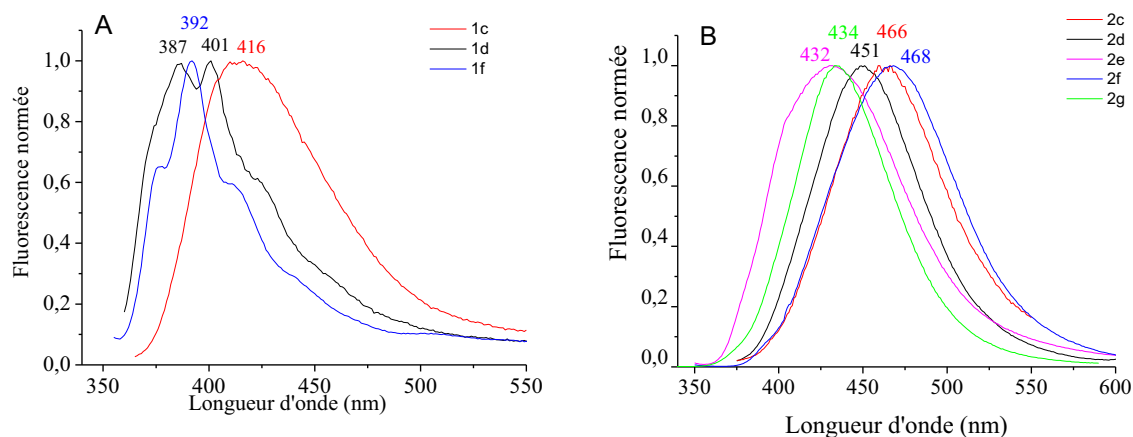 A
392
387 401 416
1c
1d
1f
Fluorescence normée
1,0
0,8
0,6
0,4
0,2
0,0
350 400 450 500 550
Longueur d'onde (nm)
B
434 466
432 451 468
2c
2d
2e
2f
2g
Fluorescence normée
1,0
0,8
0,6
0,4
0,2
0,0
350 400 450 500 550 600
Longueur d'onde (nm)